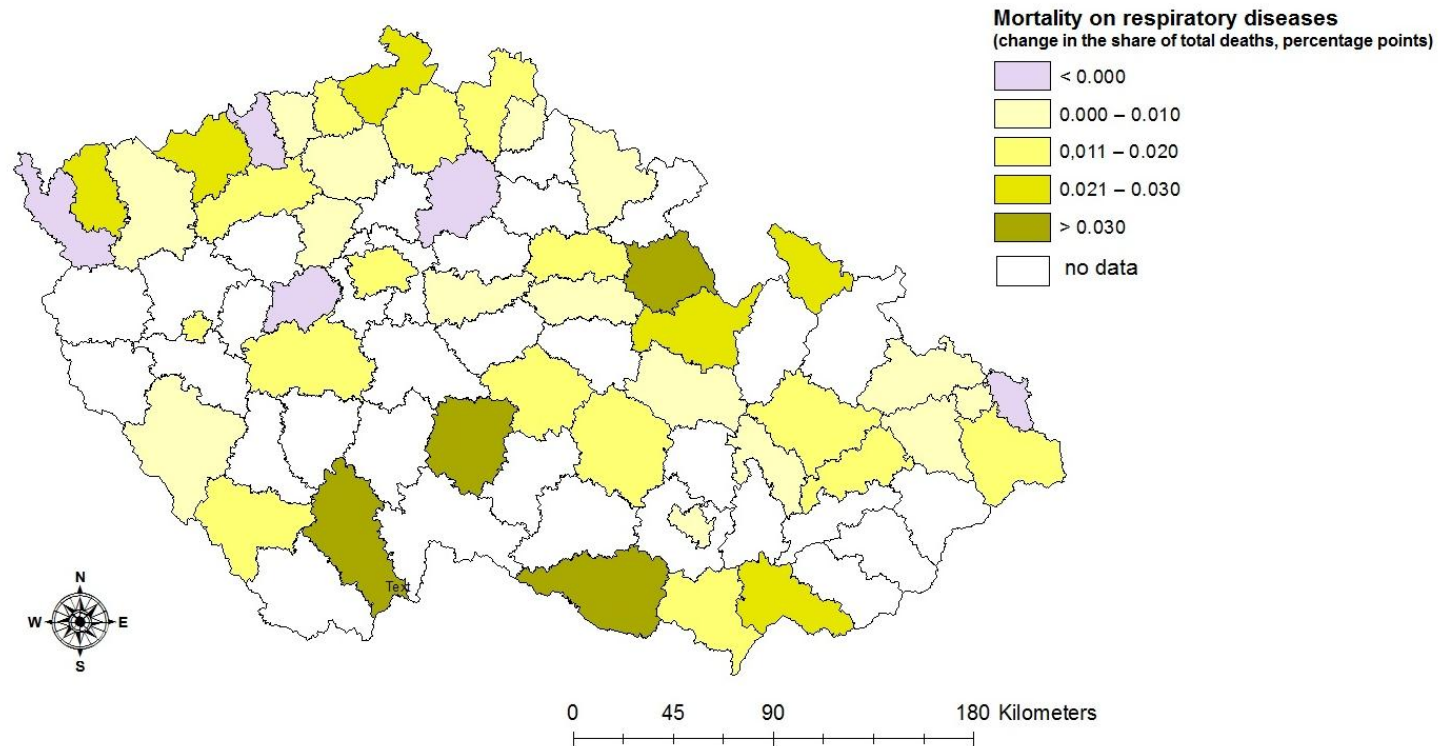 Mortality on respiratory diseases
(change in the share of total deaths, percentage points)
< 0.000
0.000 – 0.010
0,011 – 0.020
0.021 – 0.030
> 0.030
no data
Text
N
W E
S
0 45 90 180 Kilometers